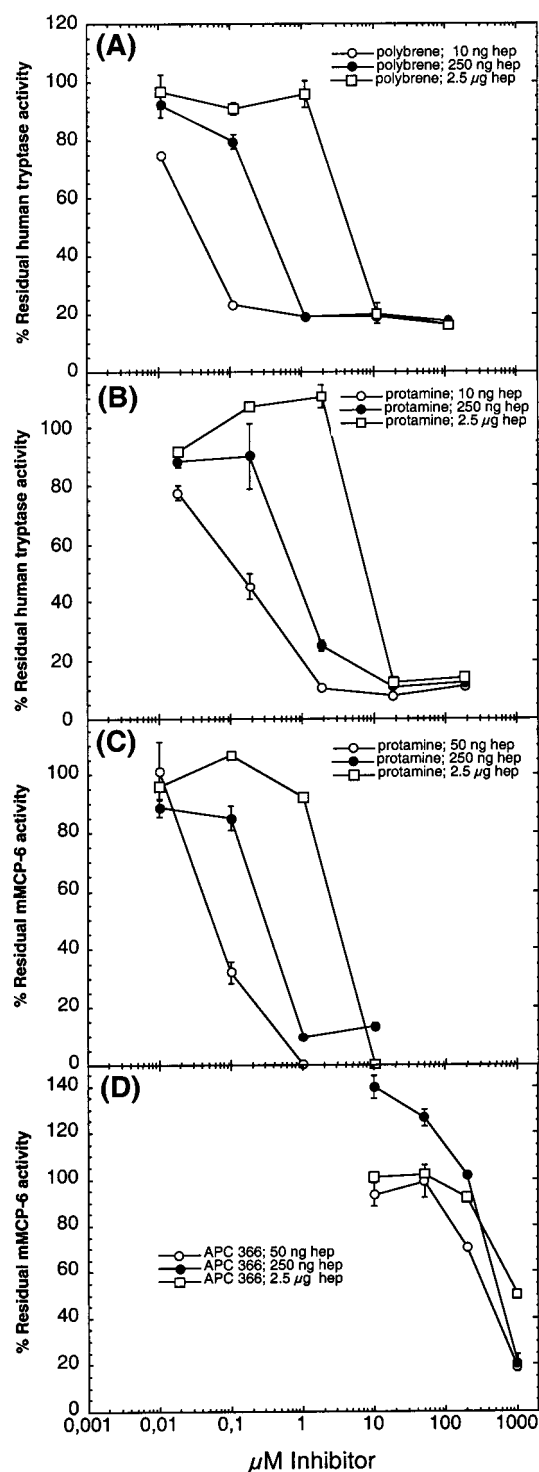 (A)
polybrene; 10 ng hep
polybrene; 250 ng hep
polybrene; 2.5 µg hep
% Residual human tryptase activity
120
100
80
60
40
20
0
(B)
protamine; 10 ng hep
protamine; 250 ng hep
protamine; 2.5 µg hep
% Residual human tryptase activity
100
80
60
40
20
0
(C)
protamine; 50 ng hep
protamine; 250 ng hep
protamine; 2.5 µg hep
% Residual mMCP-6 activity
100
80
60
40
20
0
(D)
APC 366; 50 ng hep
APC 366; 250 ng hep
APC 366; 2.5 µg hep
% Residual mMCP-6 activity
140
120
100
80
60
40
20
0
0,001 0,01 0,1 1 10 100 1000
µM Inhibitor